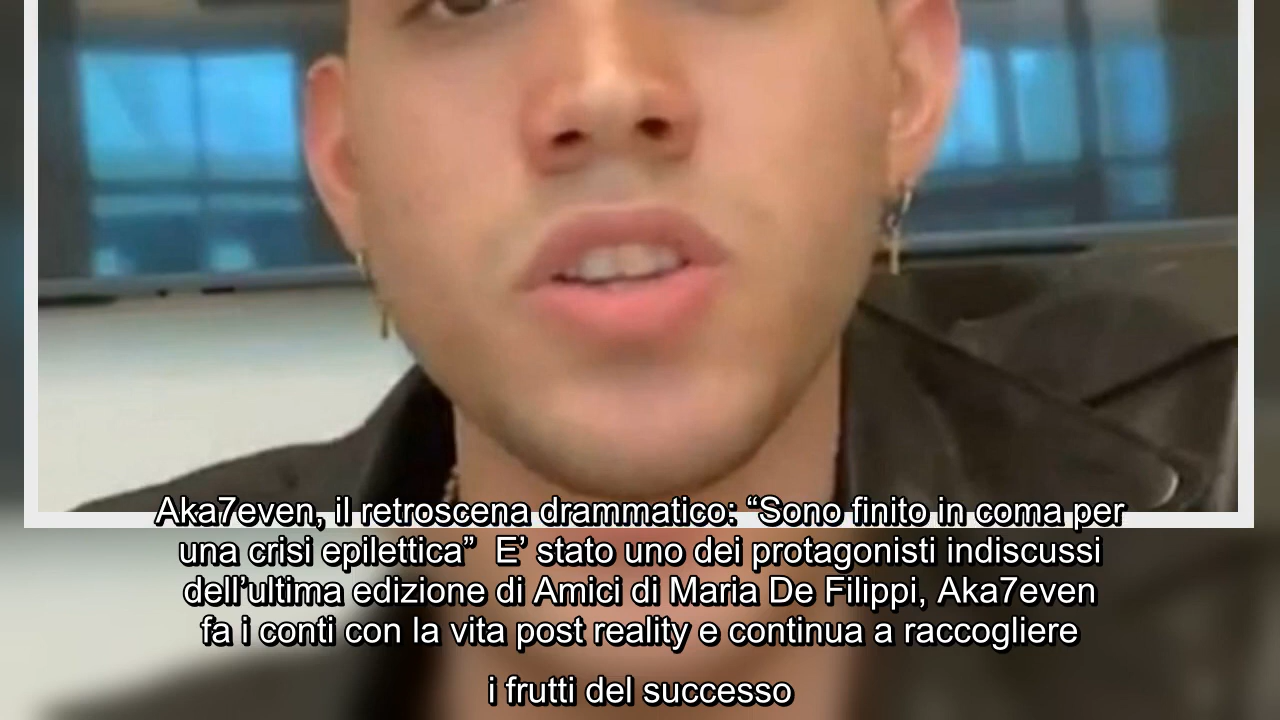 Aka7even, il retroscena drammatico: “Sono finito in coma per
una crisi epilettica”  E’ stato uno dei protagonisti indiscussi
dell’ultima edizione di Amici di Maria De Filippi, Aka7even
fa i conti con la vita post reality e continua a raccogliere
i frutti del successo